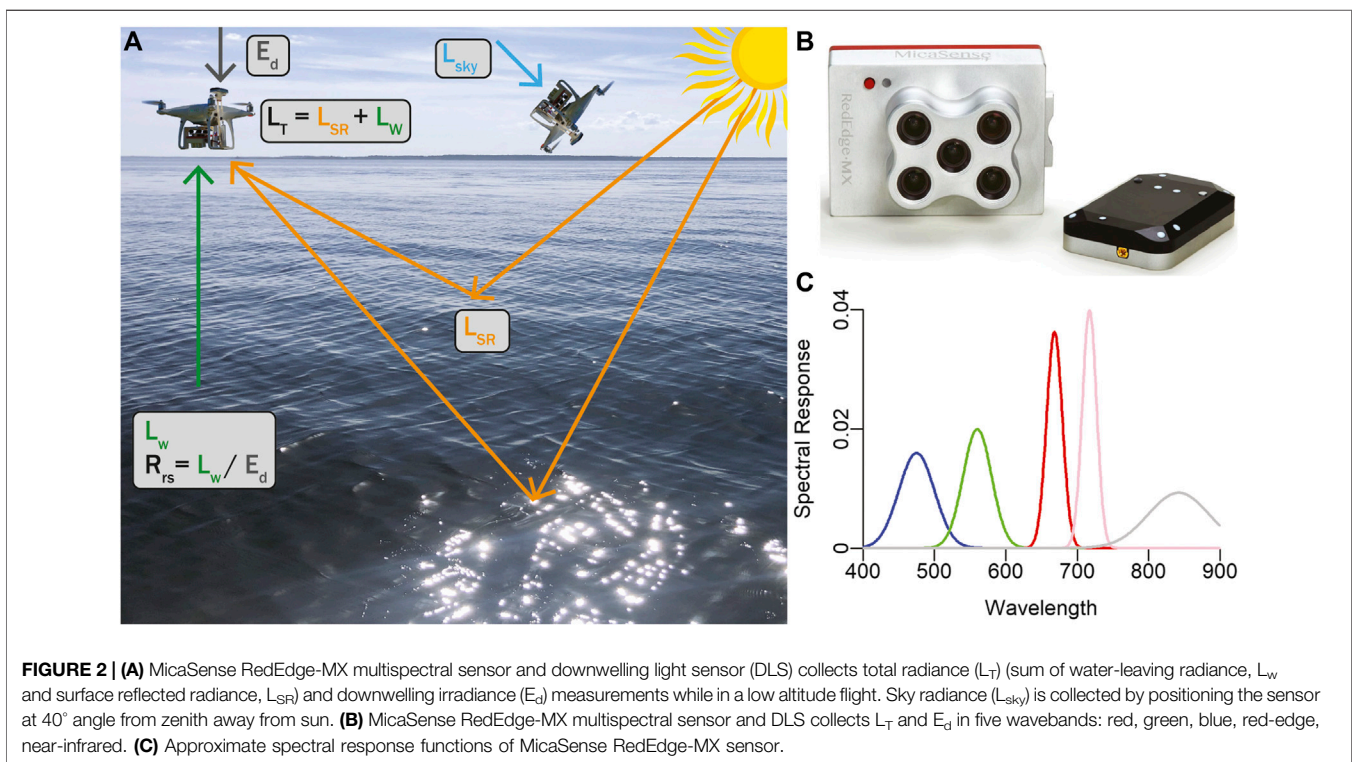 A
E_d
L_sky
L_T = L_SR + L_W
L_SR
L_w
R_rs = L_w / E_d
B
MicaSense
RedEdge-MX
C
0.04
0.02
0
Spectral Response
400 500 600 700 800 900
Wavelength
FIGURE 2 | (A) MicaSense RedEdge-MX multispectral sensor and downwelling light sensor (DLS) collects total radiance (L_T) (sum of water-leaving radiance, L_w
and surface reflected radiance, L_SR) and downwelling irradiance (E_d) measurements while in a low altitude flight. Sky radiance (L_sky) is collected by positioning the sensor
at 40° angle from zenith away from sun. (B) MicaSense RedEdge-MX multispectral sensor and DLS collects L_T and E_d in five wavebands: red, green, blue, red-edge,
near-infrared. (C) Approximate spectral response functions of MicaSense RedEdge-MX sensor.